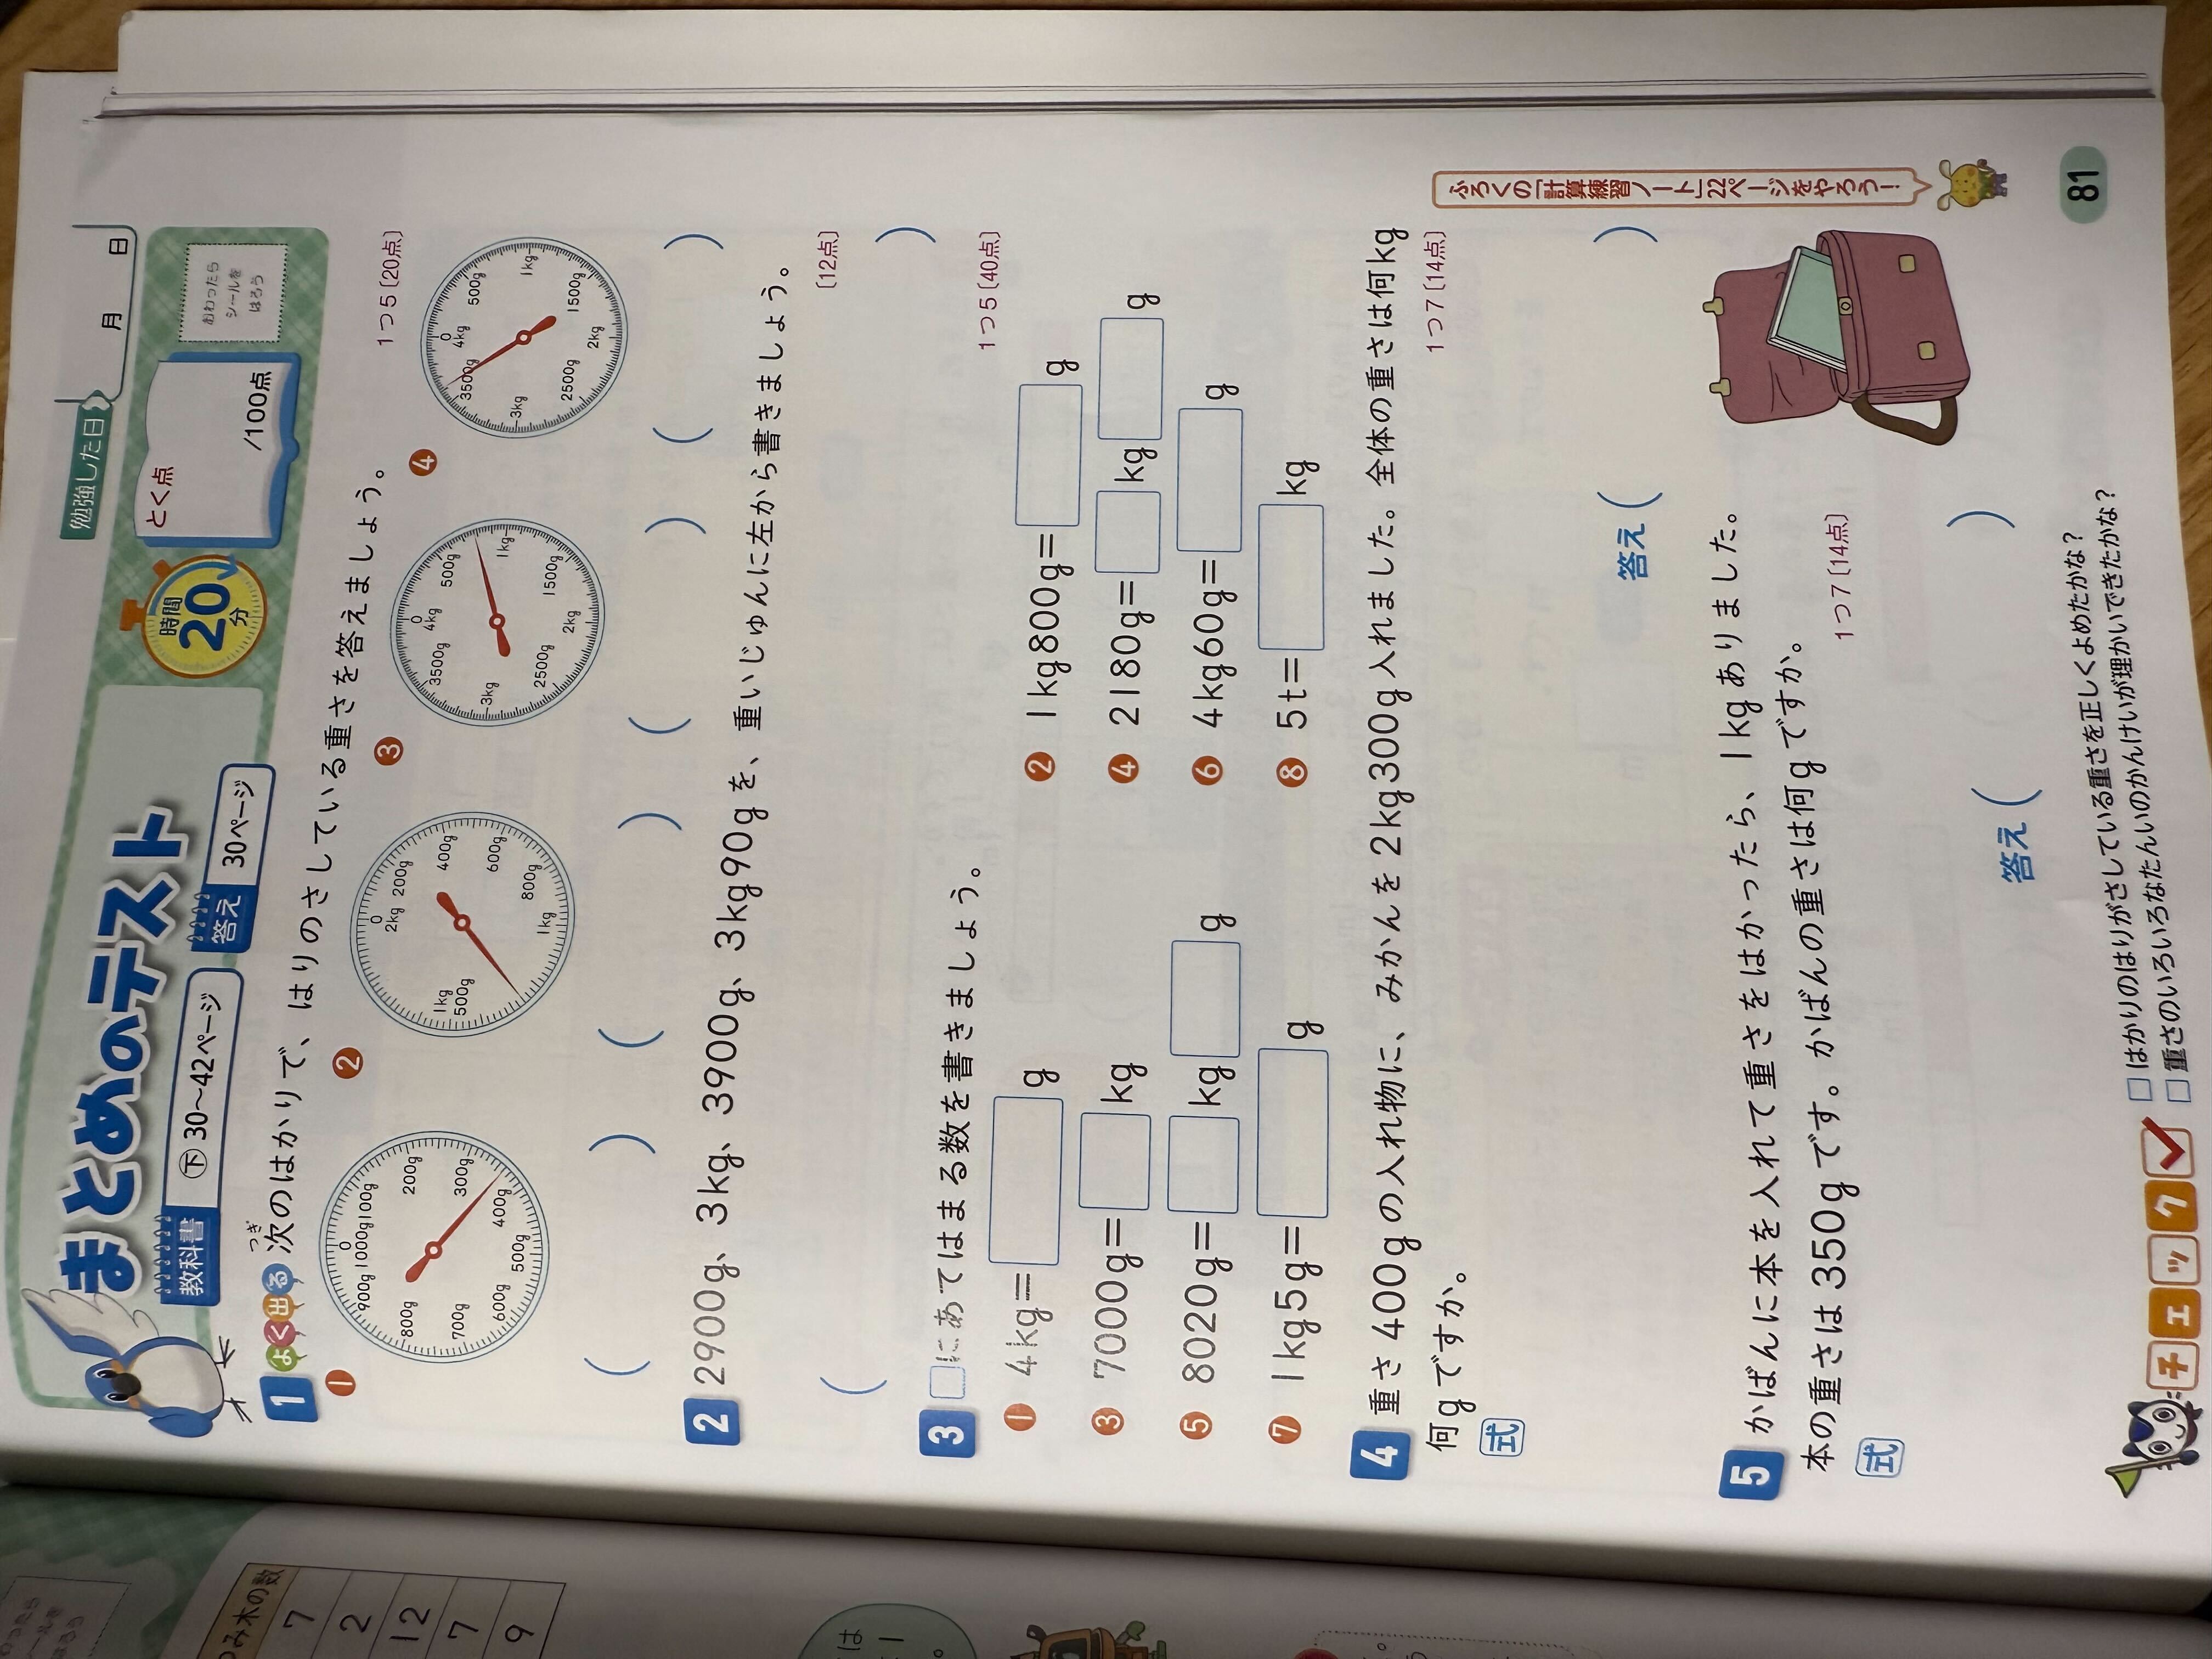 まとめのテスト
教科書 下 30〜42ページ
答え 30ページ
時間 20分
とく点 /100点
勉強した日 月 日
おわったらシールをはろう
1 よく出る 次のはかりで、はりのさしている重さを答えましょう。
つぎ
1つ5〔20点〕
❶ ❷ ❸ ❹
0 1000g 100g 200g 300g 400g 500g 600g 700g 800g 900g
0 2kg 200g 400g 600g 800g 1kg 1kg500g
0 4kg 500g 1kg 1500g 2kg 2500g 3kg 3500g
0 4kg 500g 1kg 1500g 2kg 2500g 3kg 3500g
( ) ( ) ( ) ( )
2 2900g、3kg、3900g、3kg90gを、重いじゅんに左から書きましょう。
〔12点〕
( )
3 □にあてはまる数を書きましょう。
1つ5〔40点〕
❶ 4kg=□g ❷ 1kg800g=□g
❸ 7000g=□kg ❹ 2180g=□kg□g
❺ 8020g=□kg□g ❻ 4kg60g=□g
❼ 1kg5g=□g ❽ 5t=□kg
4 重さ400gの入れ物に、みかんを2kg300g入れました。全体の重さは何kg
何gですか。
1つ7〔14点〕
式
答え ( )
5 かばんに本を入れて重さをはかったら、1kgありました。
本の重さは350gです。かばんの重さは何gですか。
1つ7〔14点〕
式
答え ( )
ふろくの「計算練習ノート」22ページをやろう!
チェック
□はかりのはりがさしている重さを正しくよめたかな?
□重さのいろいろなたんいのかんけいが理かいできたかな?
81
つみ木の数
7
2
12
7
9